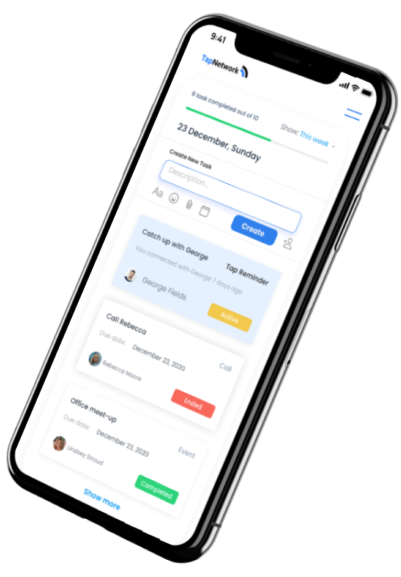 9:41
TapNetwork
8 task completed out of 10
Show: This week
23 December, Sunday
Create New Task
Description..
Aa
Create
Catch up with George
Tap Reminder
You connected with George 7 days ago
George Fields
Active
Call Rebecca
Due date: December 23, 2020
Call
Rebecca Moore
Ended
Office meet-up
Due date: December 23, 2020
Event
Lindsey Stroud
Completed
Show more